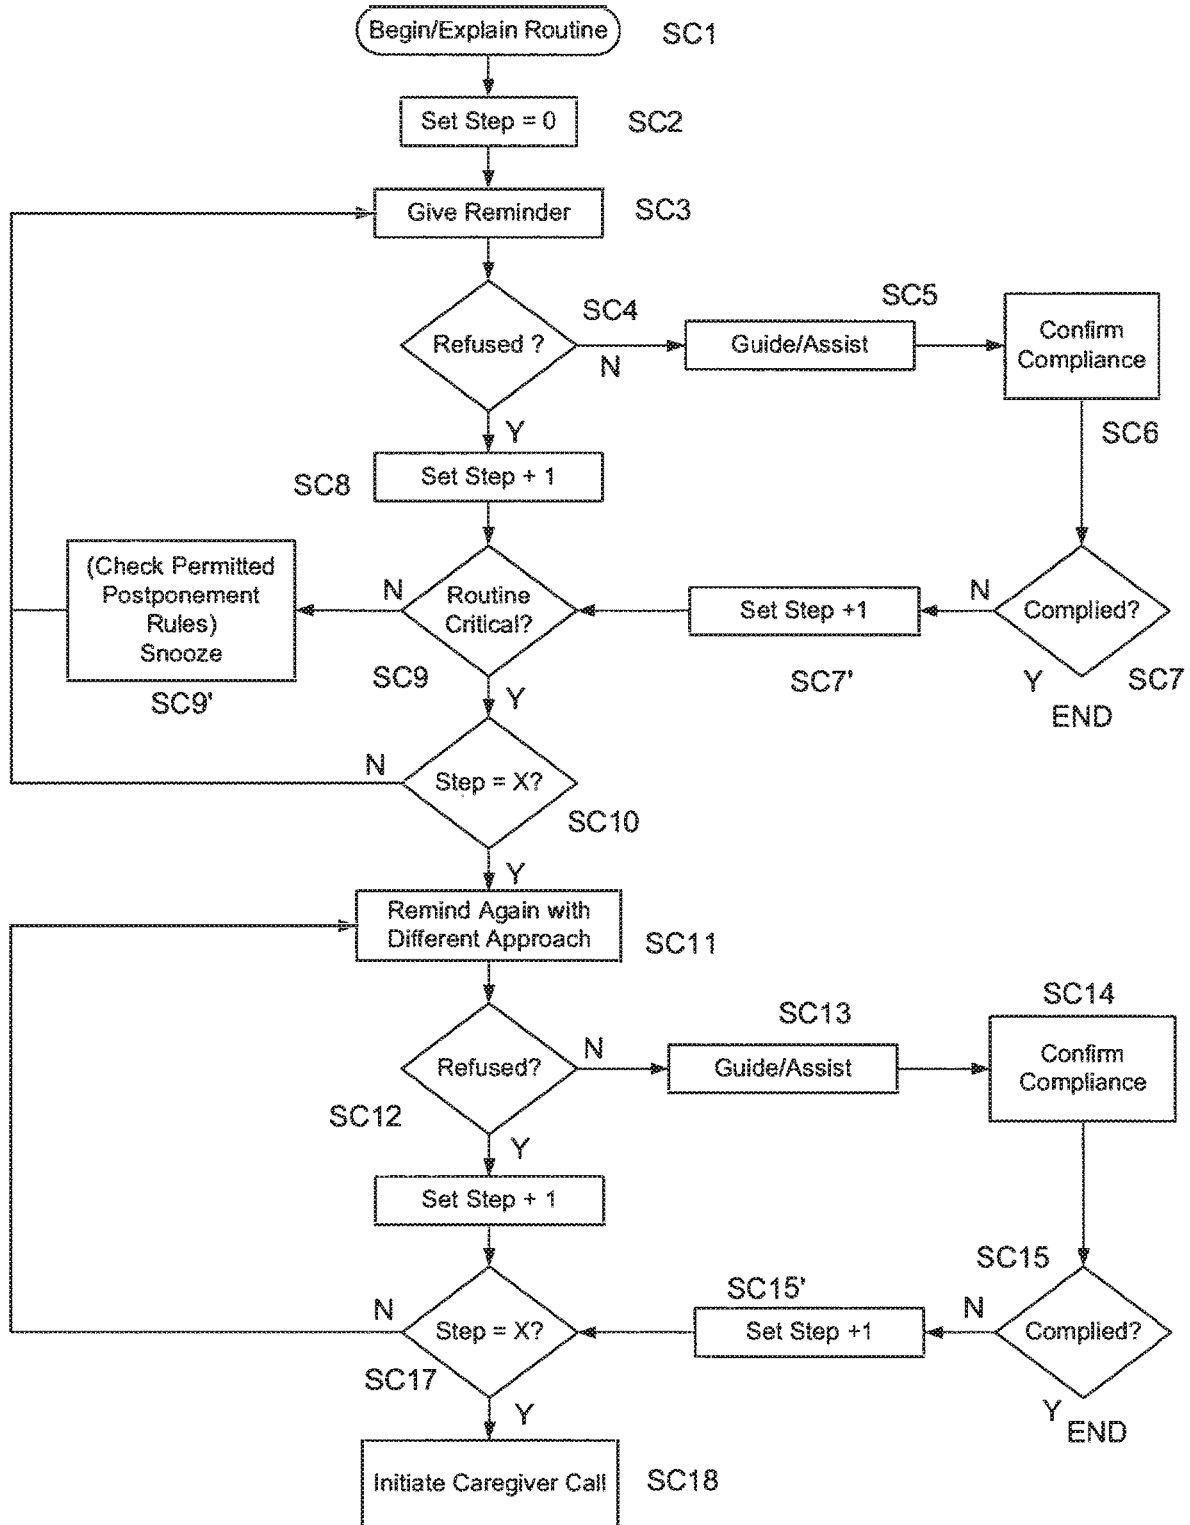 Begin/Explain Routine
SC1
Set Step = 0
SC2
Give Reminder
SC3
Refused ?
SC4
N
Y
Guide/Assist
SC5
Confirm
Compliance
SC6
Set Step + 1
SC8
(Check Permitted
Postponement
Rules)
Snooze
SC9'
N
Routine
Critical?
SC9
Y
Set Step +1
SC7'
N
Complied?
SC7
Y
END
N
Step = X?
SC10
Y
Remind Again with
Different Approach
SC11
Refused?
SC12
N
Y
Guide/Assist
SC13
SC14
Confirm
Compliance
Set Step + 1
N
Step = X?
SC17
Y
SC15'
Set Step +1
N
SC15
Complied?
Y
END
Initiate Caregiver Call
SC18